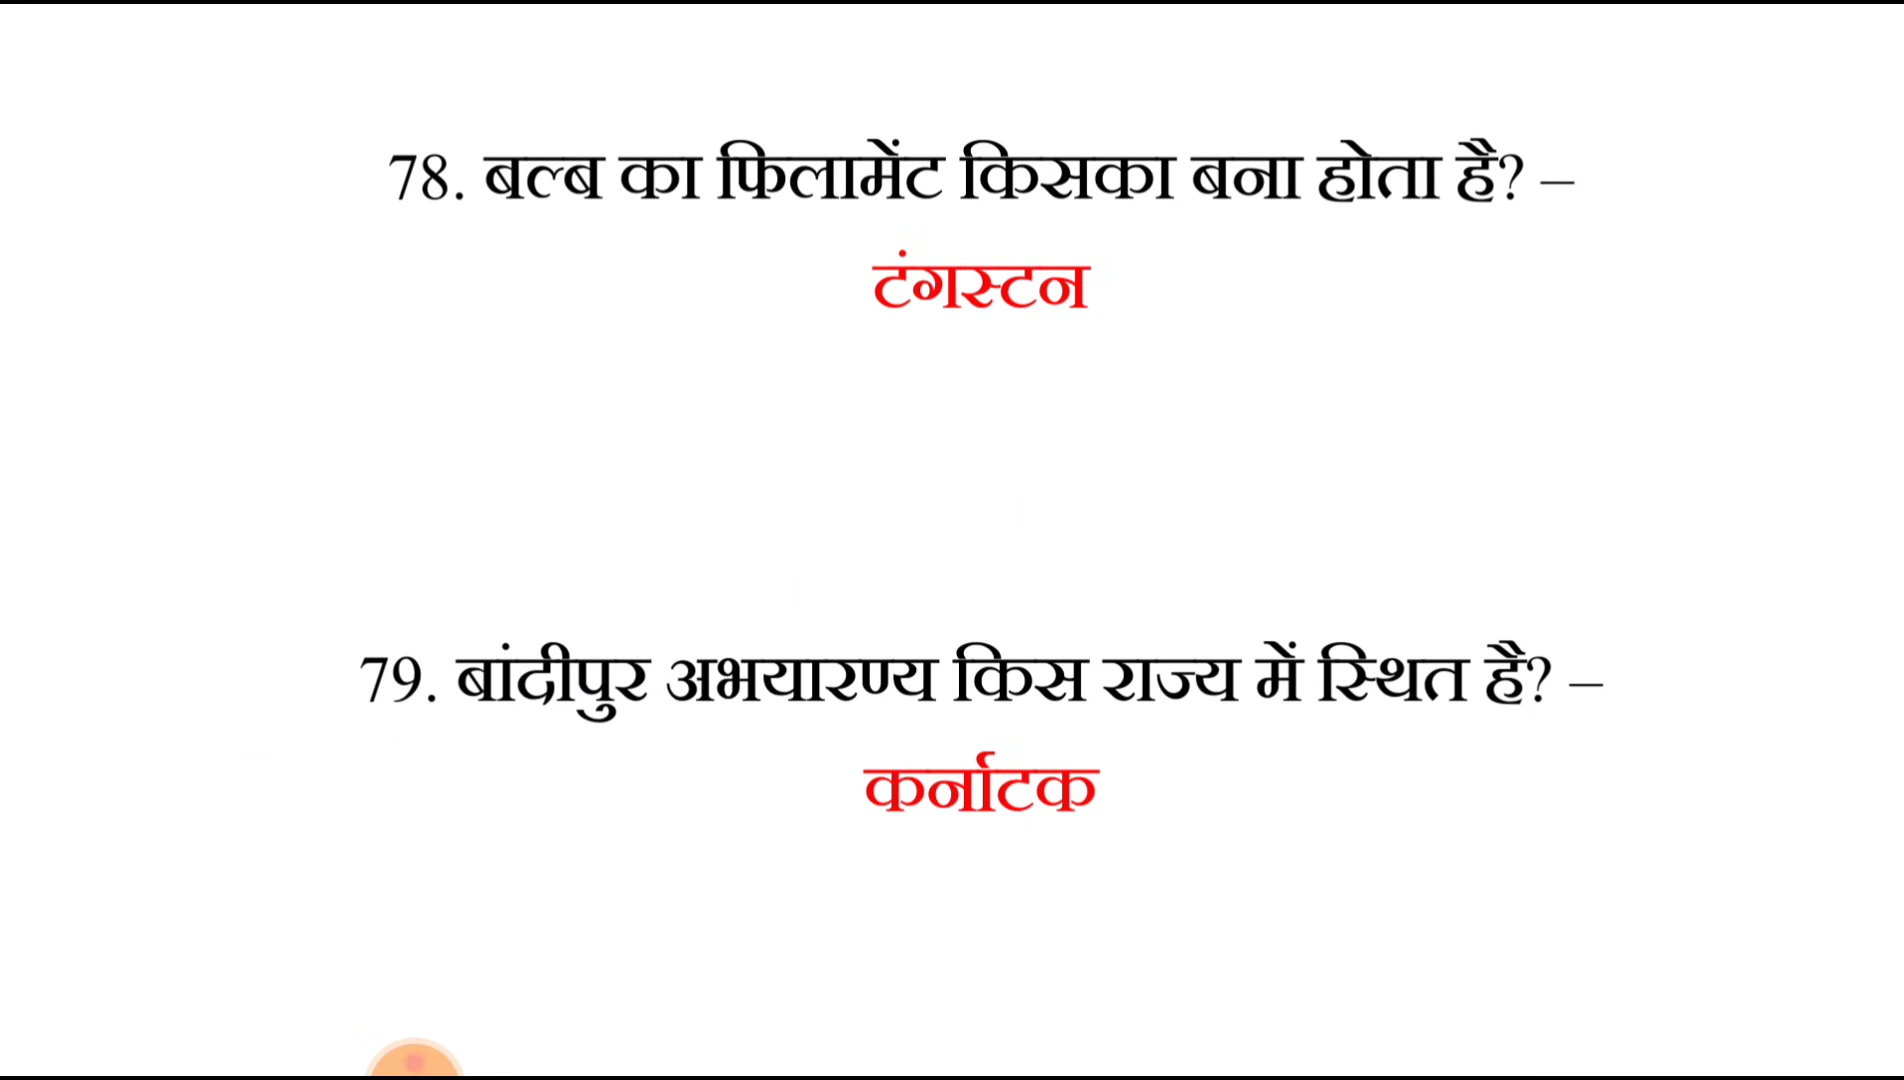 78. बल्ब का फिलामेंट किसका बना होता है? –
टंगस्टन
79. बांदीपुर अभयारण्य किस राज्य में स्थित है? –
कर्नाटक